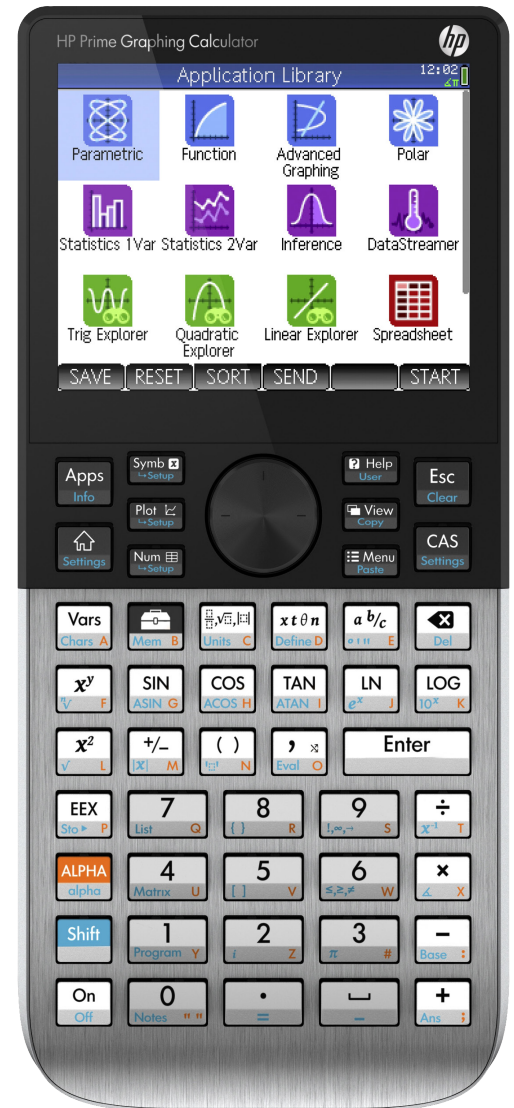 HP Prime Graphing Calculator
hp
Application Library
12:02
∡π
Parametric
Function
Advanced
Graphing
Polar
Statistics 1Var
Statistics 2Var
Inference
DataStreamer
Trig Explorer
Quadratic
Explorer
Linear Explorer
Spreadsheet
SAVE RESET SORT SEND START
Apps
Info
Symb
↪Setup
Help
User
Esc
Clear
Plot
↪Setup
View
Copy
Settings
Num
↪Setup
Menu
Paste
CAS
Settings
Vars
Chars A
Mem B
Units C
x t θ n
Define D
a b/c
° ' " E
Del
xʸ
ⁿ√ F
SIN
ASIN G
COS
ACOS H
TAN
ATAN I
LN
eˣ J
LOG
10ˣ K
x²
√ L
+/−
|x| M
( )
N
,
Eval O
Enter
EEX
Sto ▸ P
7
List Q
8
{ } R
9
!,∞,→ S
÷
x⁻¹ T
ALPHA
alpha
4
Matrix U
5
[ ] V
6
≤,≥,≠ W
×
∡ X
Shift
1
Program Y
2
i Z
3
π #
−
Base :
On
Off
0
Notes " "
.
=
␣
_
+
Ans ;